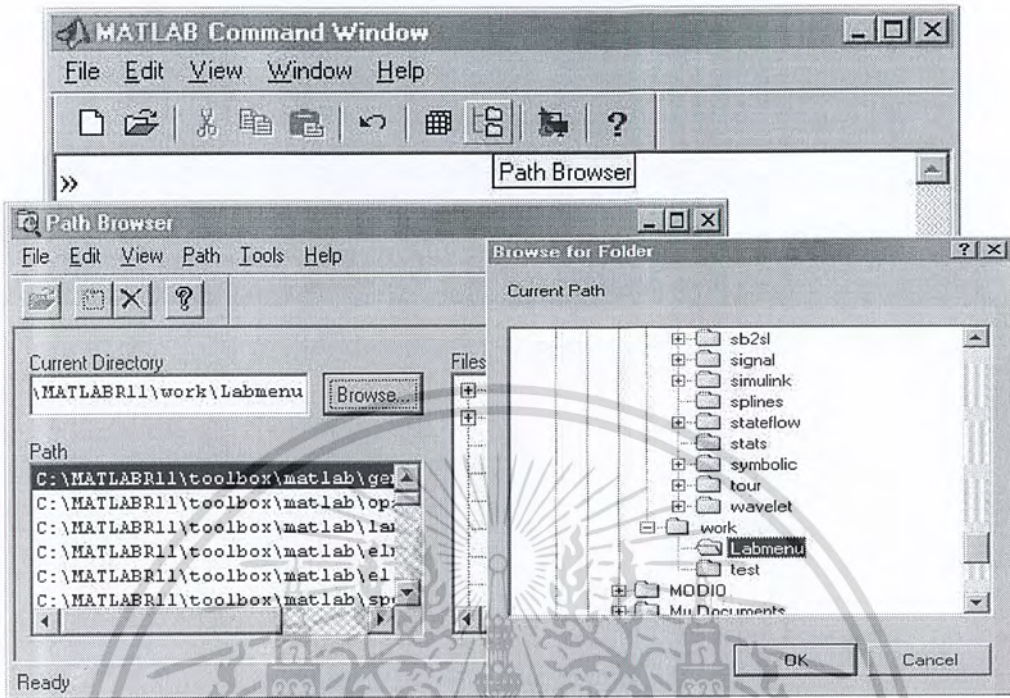 MATLAB Command Window
File Edit View Window Help
Path Browser
»
Path Browser
File Edit View Path Tools Help
Current Directory
\MATLABR11\work\Labmenu
Browse...
Files
Path
C:\MATLABR11\toolbox\matlab\ge
C:\MATLABR11\toolbox\matlab\op
C:\MATLABR11\toolbox\matlab\la
C:\MATLABR11\toolbox\matlab\el
C:\MATLABR11\toolbox\matlab\el
C:\MATLABR11\toolbox\matlab\sp
Ready
Browse for Folder
Current Path
sb2sl
signal
simulink
splines
stateflow
stats
symbolic
tour
wavelet
work
Labmenu
test
MODIO
My Documents
OK Cancel